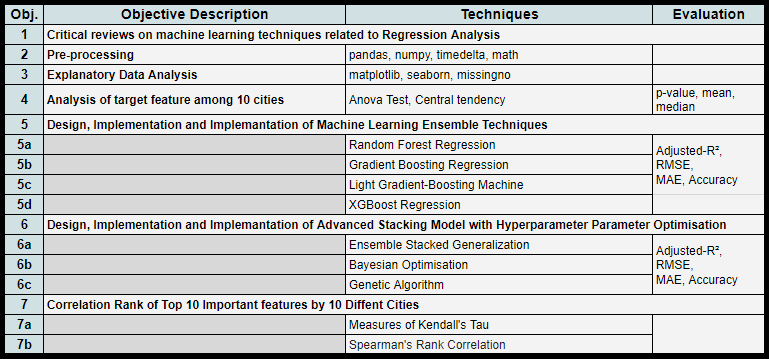 Obj. Objective Description Techniques Evaluation
1 Critical reviews on machine learning techniques related to Regression Analysis
2 Pre-processing pandas, numpy, timedelta, math
3 Explanatory Data Analysis matplotlib, seaborn, missingno
4 Analysis of target feature among 10 cities Anova Test, Central tendency p-value, mean,
median
5 Design, Implementation and Implemantation of Machine Learning Ensemble Techniques
5a Random Forest Regression
5b Gradient Boosting Regression
5c Light Gradient-Boosting Machine
5d XGBoost Regression
Adjusted-R²,
RMSE,
MAE, Accuracy
6 Design, Implementation and Implemantation of Advanced Stacking Model with Hyperparameter Parameter Optimisation
6a Ensemble Stacked Generalization
6b Bayesian Optimisation
6c Genetic Algorithm
Adjusted-R²,
RMSE,
MAE, Accuracy
7 Correlation Rank of Top 10 Important features by 10 Diffent Cities
7a Measures of Kendall's Tau
7b Spearman's Rank Correlation